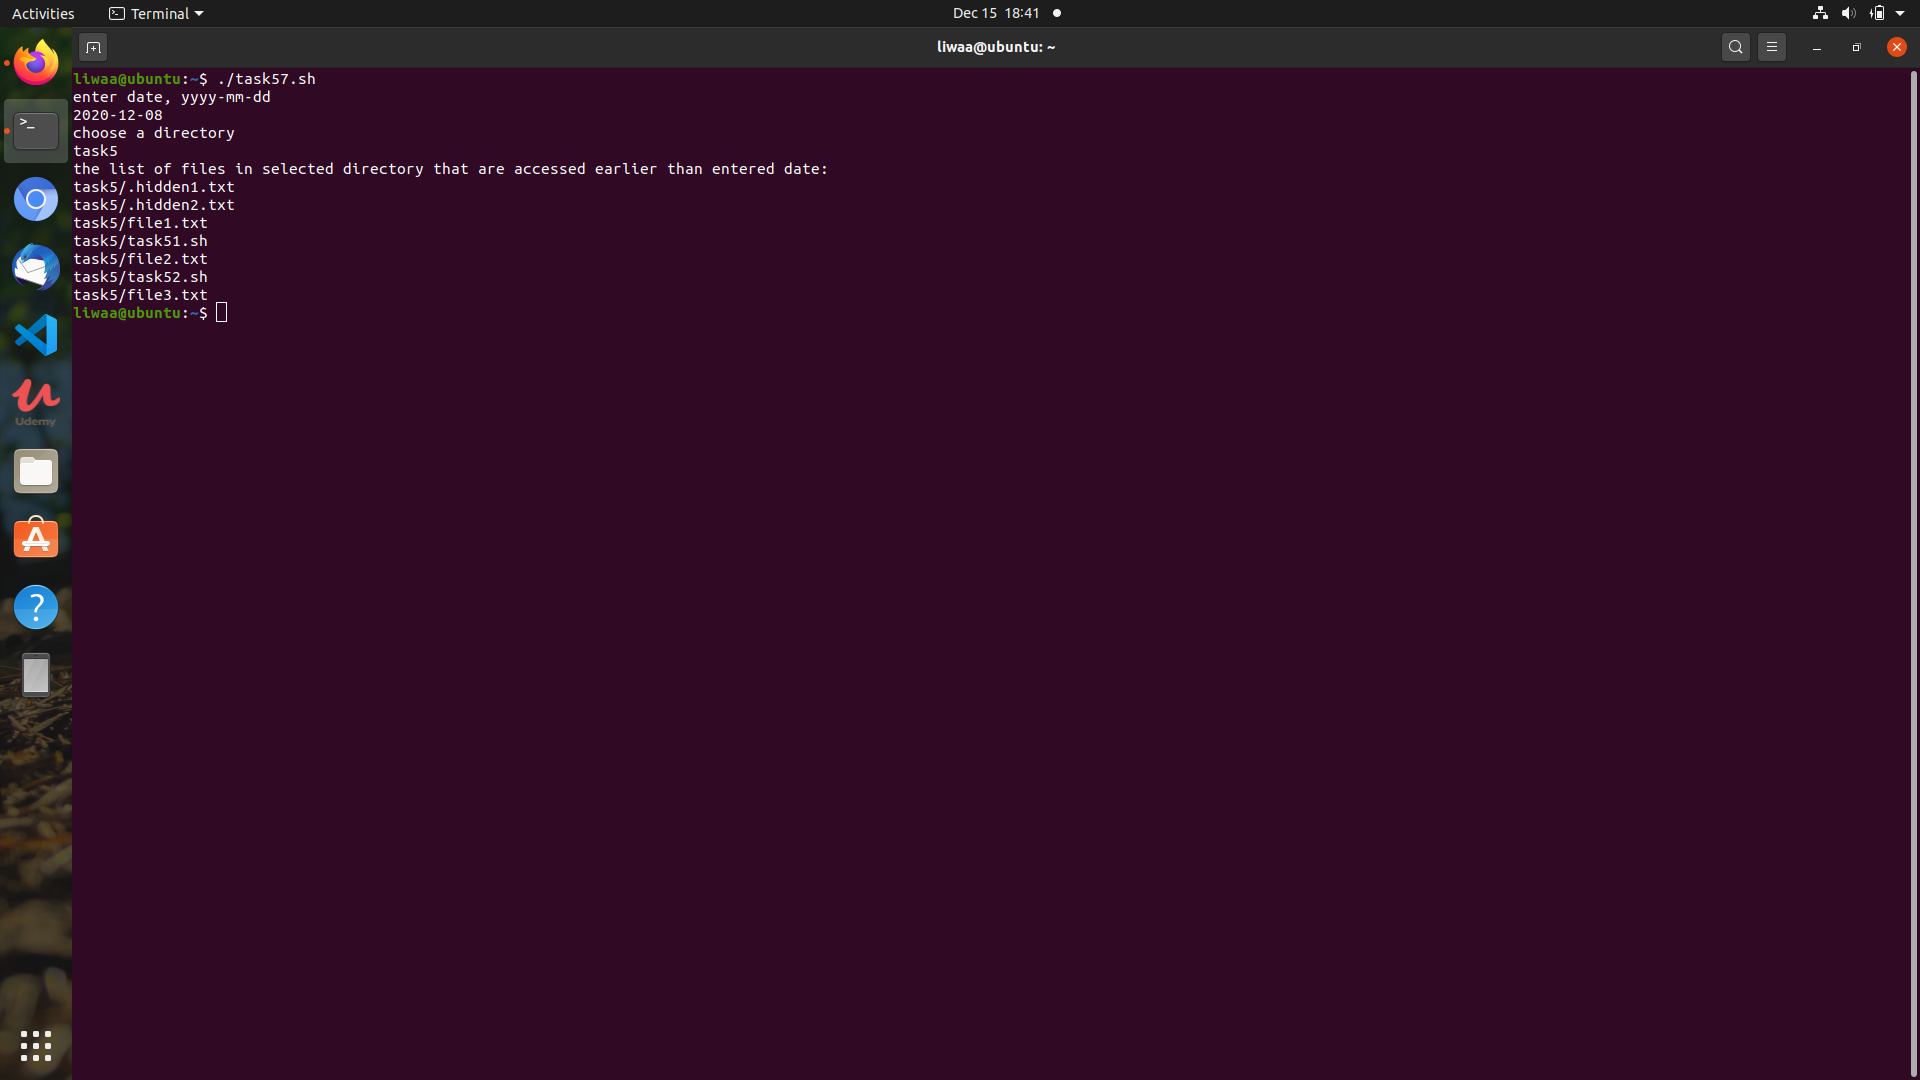 Activities
Terminal
Dec 15 18:41
liwaa@ubuntu: ~
liwaa@ubuntu:~$ ./task57.sh
enter date, yyyy-mm-dd
2020-12-08
choose a directory
task5
the list of files in selected directory that are accessed earlier than entered date:
task5/.hidden1.txt
task5/.hidden2.txt
task5/file1.txt
task5/task51.sh
task5/file2.txt
task5/task52.sh
task5/file3.txt
liwaa@ubuntu:~$
>_
Udemy
?